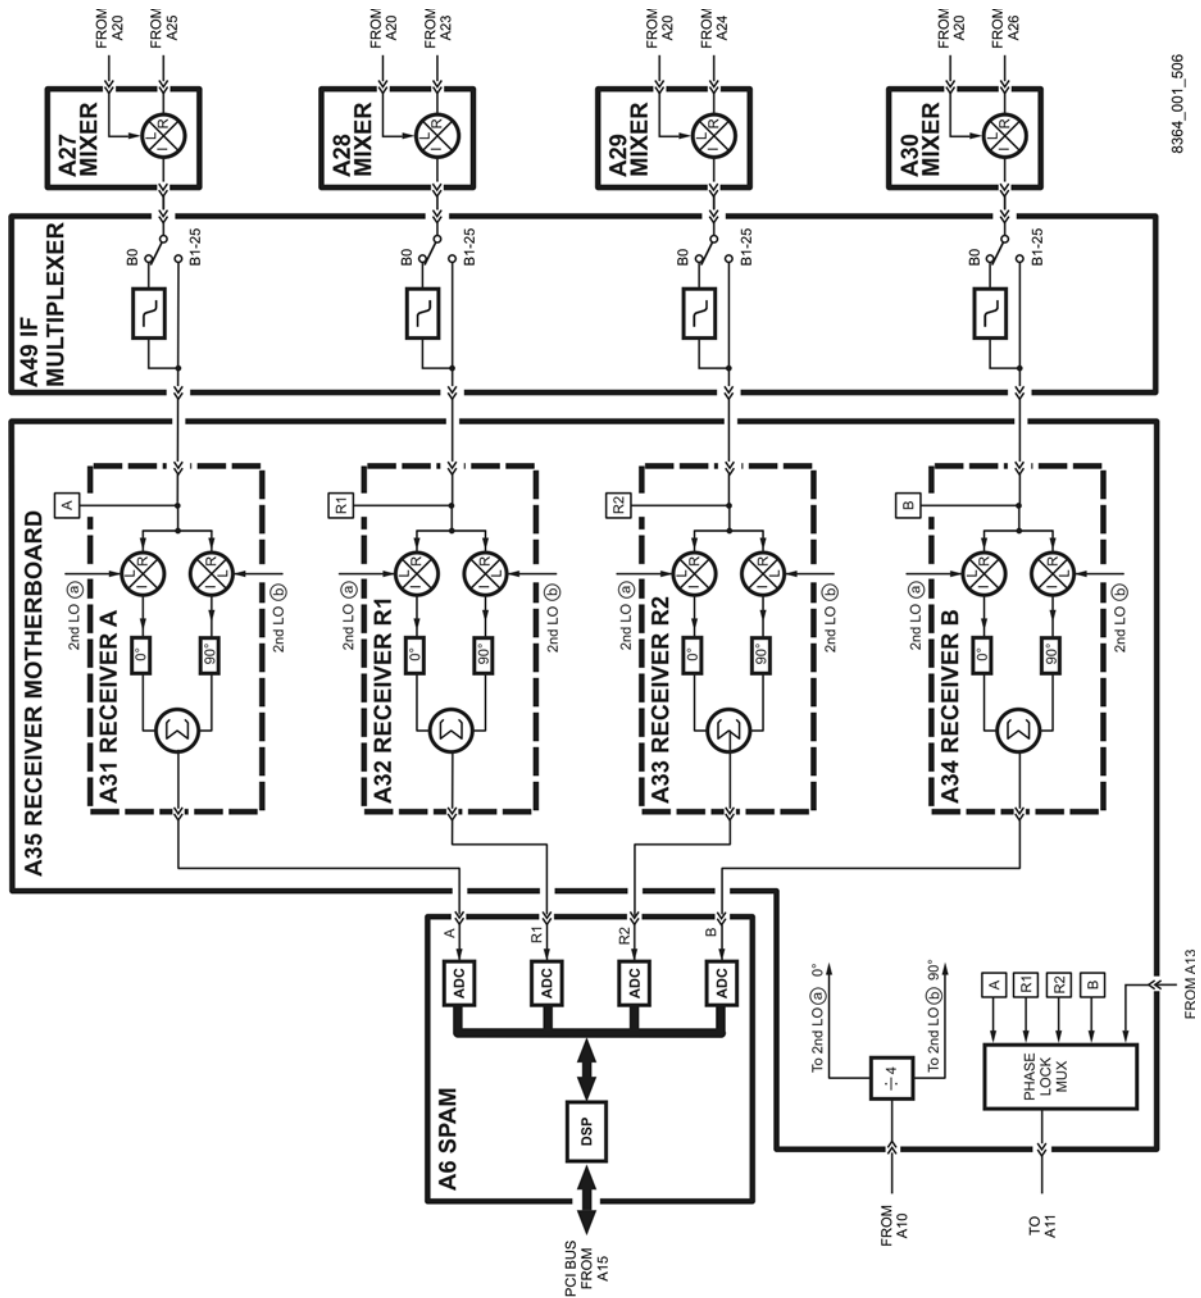 FROM
A20
FROM
A25
FROM
A20
FROM
A23
FROM
A20
FROM
A24
FROM
A20
FROM
A26
A27
MIXER
L
R
I
A28
MIXER
L
R
I
A29
MIXER
L
R
I
A30
MIXER
L
R
I
8364_001_506
A49 IF
MULTIPLEXER
B0
B1-25
B0
B1-25
B0
B1-25
B0
B1-25
A35 RECEIVER MOTHERBOARD
A31 RECEIVER A
A
2nd LO a
L
R
I
L
R
I
2nd LO b
0°
90°
Σ
A32 RECEIVER R1
R1
2nd LO a
L
R
I
L
R
I
2nd LO b
0°
90°
Σ
A33 RECEIVER R2
R2
2nd LO a
L
R
I
L
R
I
2nd LO b
0°
90°
Σ
A34 RECEIVER B
B
2nd LO a
L
R
I
L
R
I
2nd LO b
0°
90°
Σ
A6 SPAM
A
R1
R2
B
ADC
ADC
ADC
ADC
DSP
PCI BUS
FROM
A15
To 2nd LO a 0°
To 2nd LO b 90°
÷4
FROM
A10
A
R1
R2
B
PHASE
LOCK
MUX
TO
A11
FROM A13